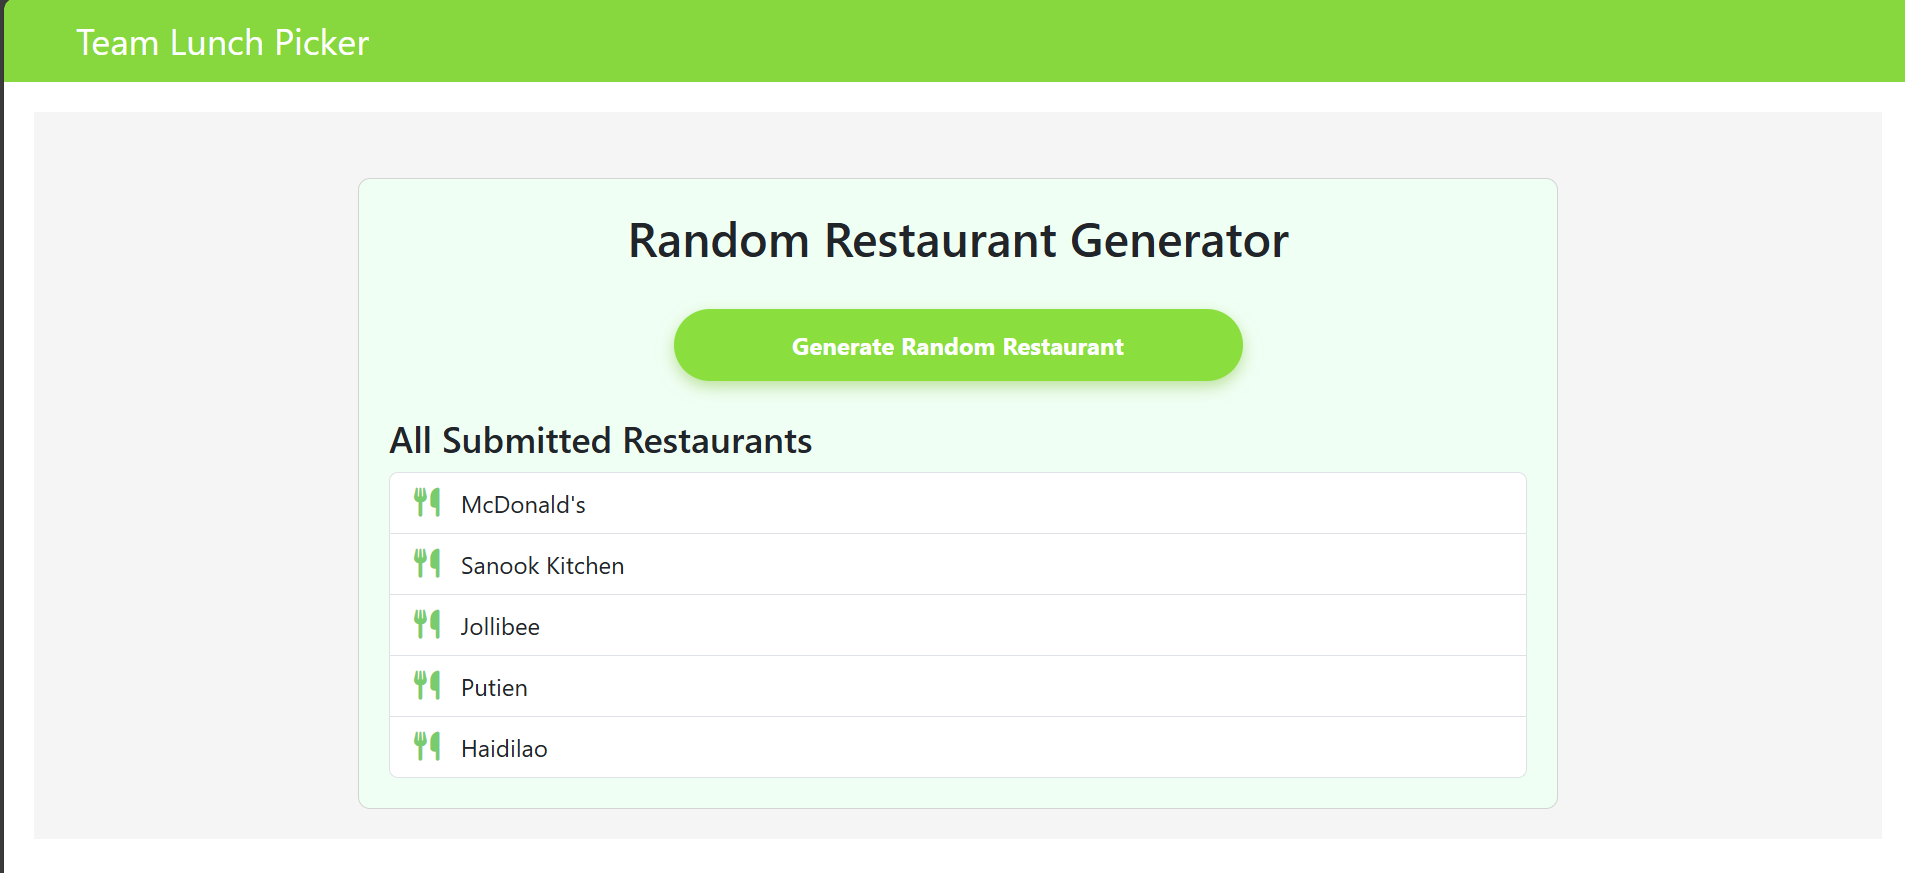 Team Lunch Picker
Random Restaurant Generator
Generate Random Restaurant
All Submitted Restaurants
McDonald's
Sanook Kitchen
Jollibee
Putien
Haidilao